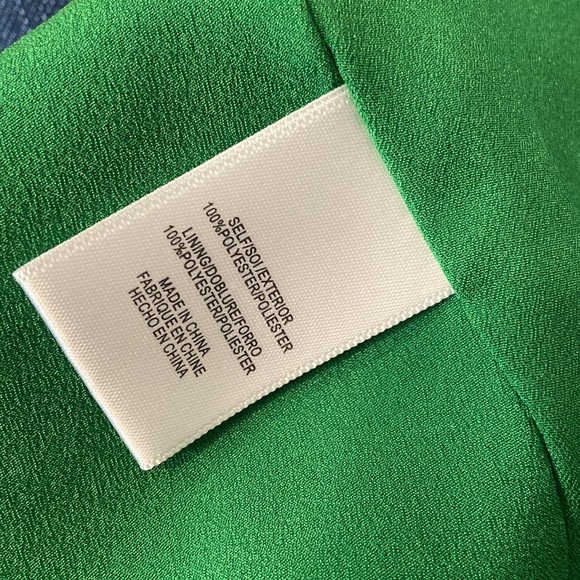 SELF/SOI/EXTERIOR
100%POLYESTER/POLIESTER
LINING/DOBLURE/FORRO
100%POLYESTER/POLIESTER
MADE IN CHINA
FABRIQUE EN CHINE
HECHO EN CHINA